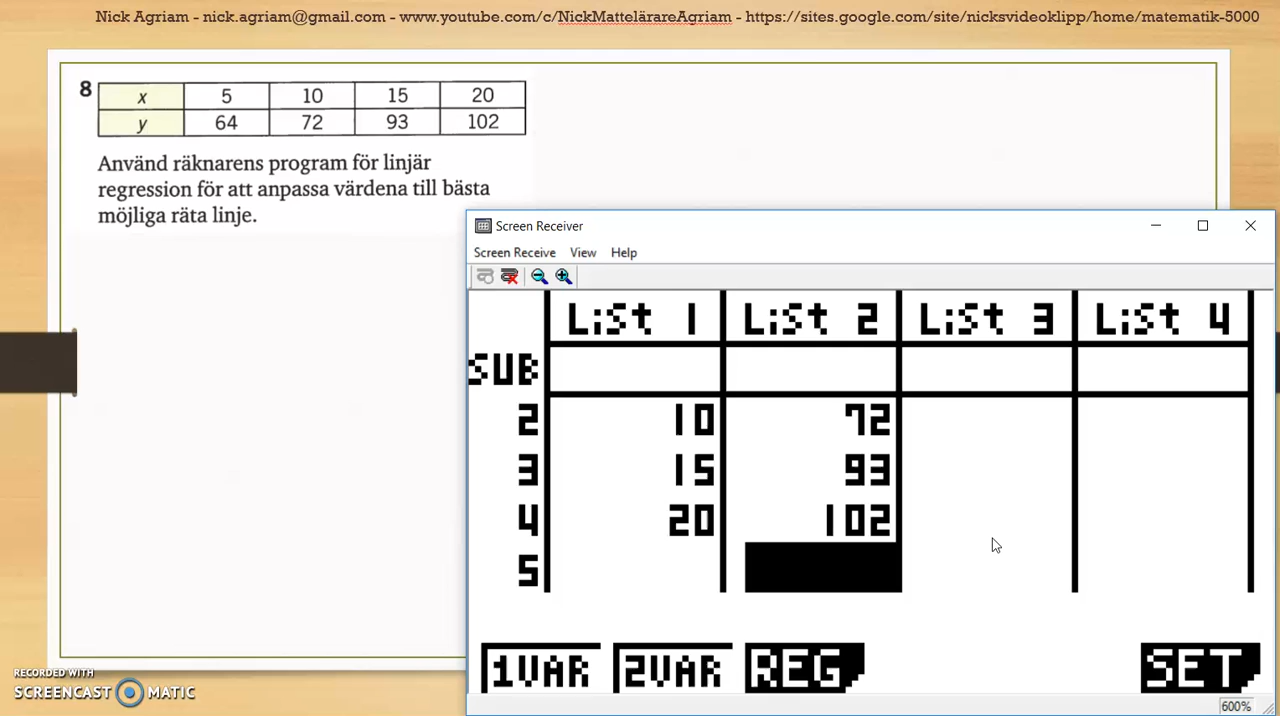 Nick Agriam - nick.agriam@gmail.com - www.youtube.com/c/NickMattelärareAgriam - https://sites.google.com/site/nicksvideoklipp/home/matematik-5000
8
x 5 10 15 20
y 64 72 93 102
Använd räknarens program för linjär
regression för att anpassa värdena till bästa
möjliga räta linje.
Screen Receiver
Screen Receive View Help
List 1 List 2 List 3 List 4
SUB
2 10 72
3 15 93
4 20 102
5
1VAR 2VAR REG SET
600%
RECORDED WITH
SCREENCAST MATIC